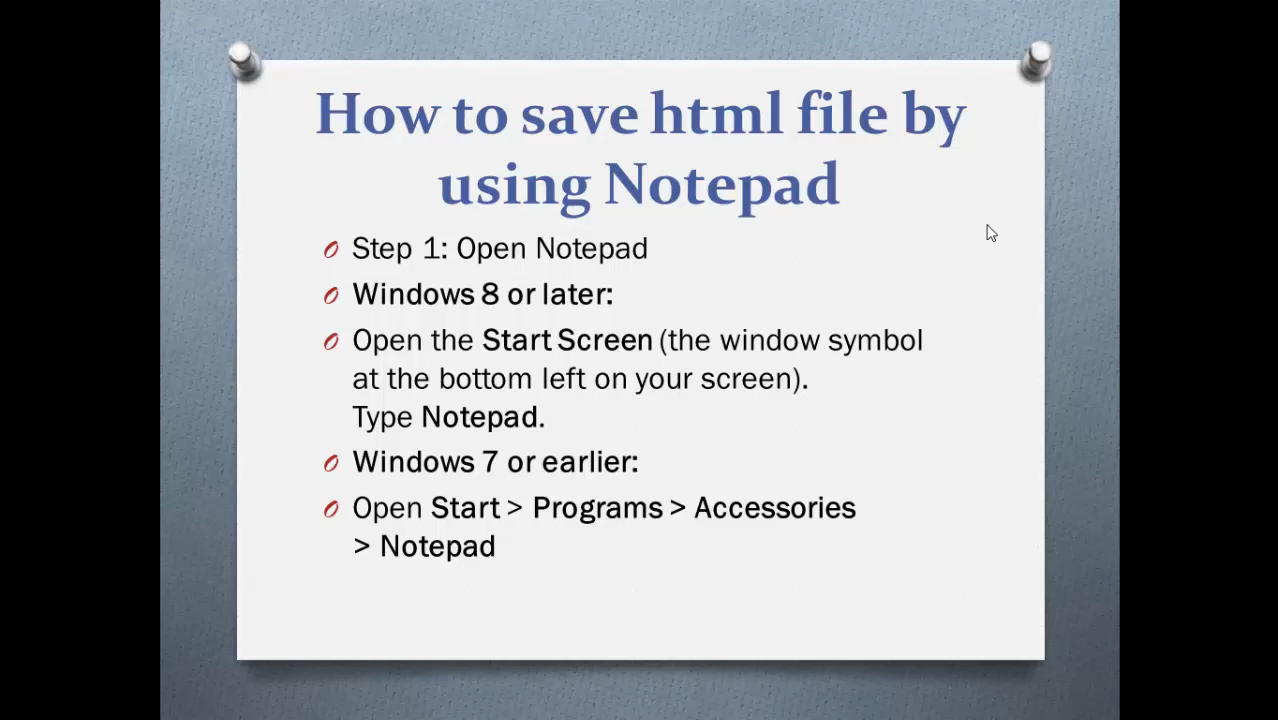 How to save html file by
using Notepad
Step 1: Open Notepad
Windows 8 or later:
Open the Start Screen (the window symbol
at the bottom left on your screen).
Type Notepad.
Windows 7 or earlier:
Open Start > Programs > Accessories
> Notepad